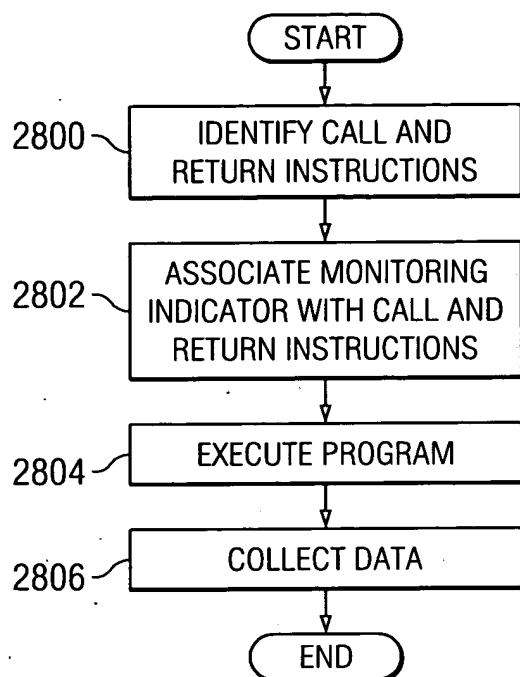 START
2800
IDENTIFY CALL AND
RETURN INSTRUCTIONS
2802
ASSOCIATE MONITORING
INDICATOR WITH CALL AND
RETURN INSTRUCTIONS
2804
EXECUTE PROGRAM
2806
COLLECT DATA
END